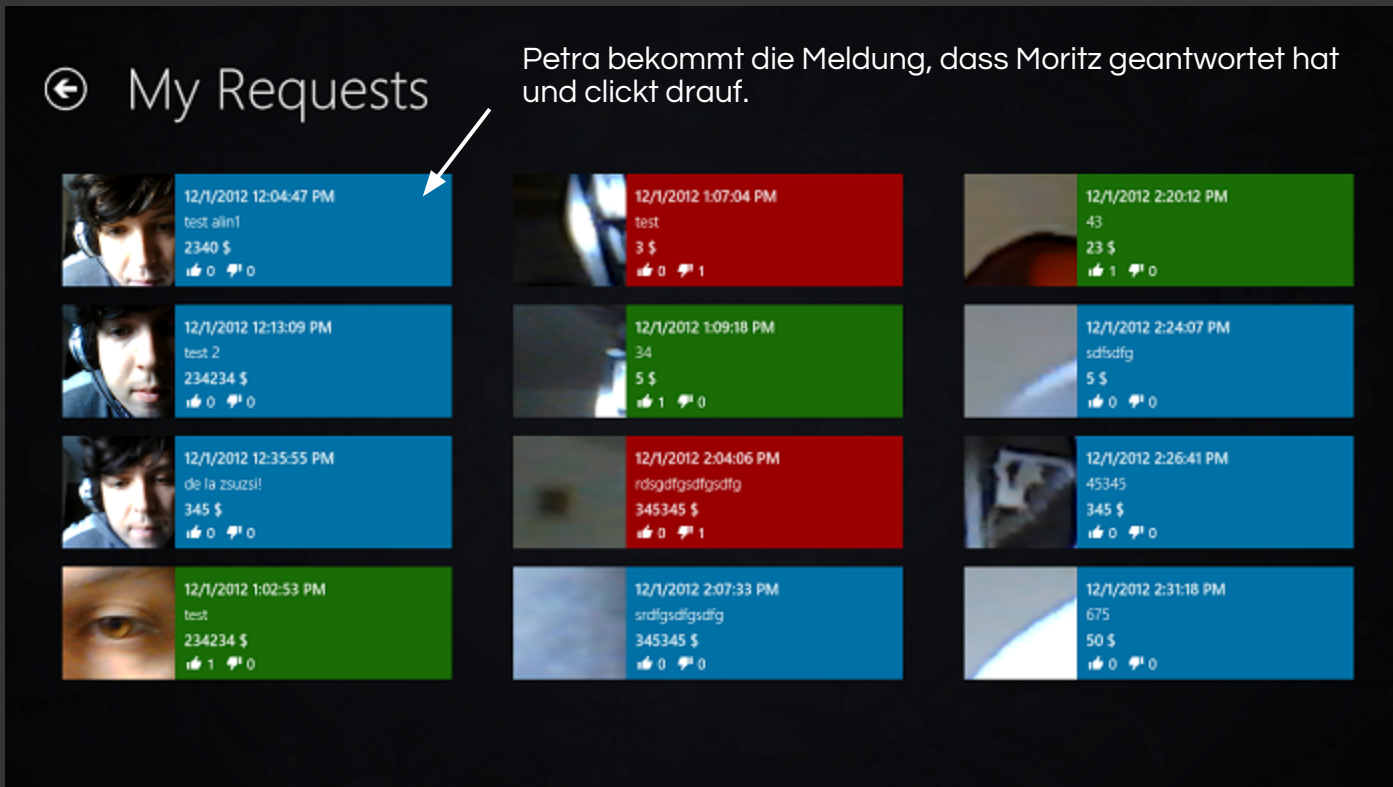 My Requests
Petra bekommt die Meldung, dass Moritz geantwortet hat
und clickt drauf.
12/1/2012 12:04:47 PM
test alin1
2340 $
0 0
12/1/2012 12:13:09 PM
test 2
234234 $
0 0
12/1/2012 12:35:55 PM
de la zsuzsi!
345 $
0 0
12/1/2012 1:02:53 PM
test
234234 $
1 0
12/1/2012 1:07:04 PM
test
3 $
0 1
12/1/2012 1:09:18 PM
34
5 $
1 0
12/1/2012 2:04:06 PM
rdsgdfgsdfgsdfg
345345 $
0 1
12/1/2012 2:07:33 PM
srdfgsdfgsdfg
345345 $
0 0
12/1/2012 2:20:12 PM
43
23 $
1 0
12/1/2012 2:24:07 PM
sdfsdfg
5 $
0 0
12/1/2012 2:26:41 PM
45345
345 $
0 0
12/1/2012 2:31:18 PM
675
50 $
0 0